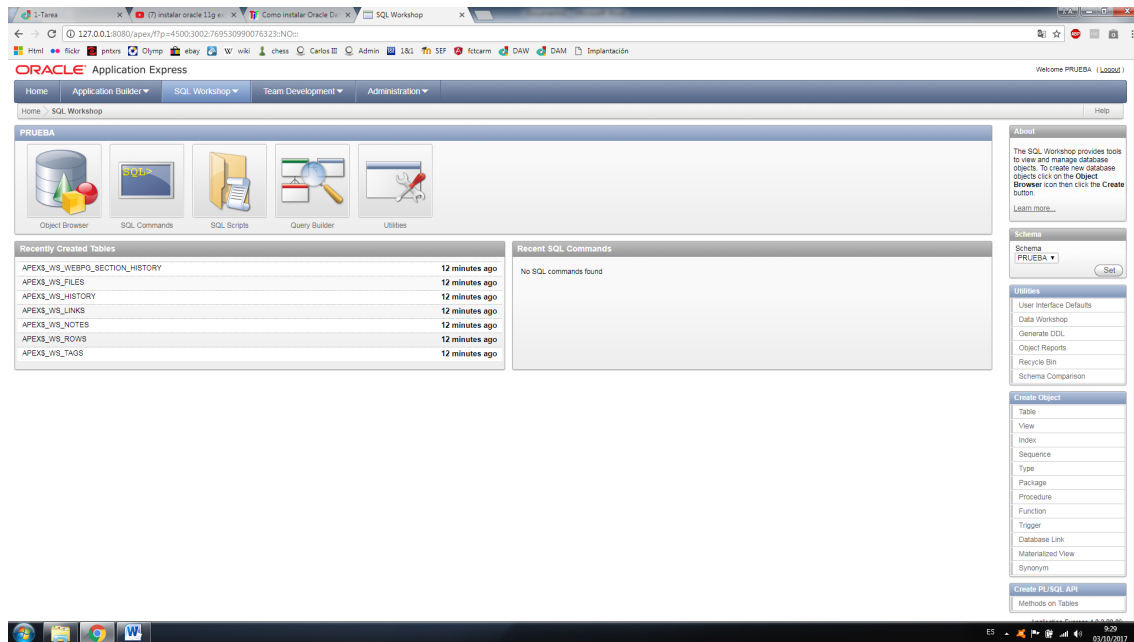 1-Tarea
(7) instalar oracle 11g ex
Como instalar Oracle Da
SQL Workshop
127.0.0.1:8080/apex/f?p=4500:3002:769530990076323::NO:::
Html flickr pntxrs Olymp ebay W wiki chess Carlos III Admin 1&1 SEF fctcarm DAW DAM Implantación
ORACLE Application Express
Welcome PRUEBA (Logout)
Home Application Builder SQL Workshop Team Development Administration
Home SQL Workshop
Help
PRUEBA
SQL>
Object Browser SQL Commands SQL Scripts Query Builder Utilities
Recently Created Tables
APEX$_WS_WEBPG_SECTION_HISTORY 12 minutes ago
APEX$_WS_FILES 12 minutes ago
APEX$_WS_HISTORY 12 minutes ago
APEX$_WS_LINKS 12 minutes ago
APEX$_WS_NOTES 12 minutes ago
APEX$_WS_ROWS 12 minutes ago
APEX$_WS_TAGS 12 minutes ago
Recent SQL Commands
No SQL commands found
About
The SQL Workshop provides tools
to view and manage database
objects. To create new database
objects click on the Object
Browser icon then click the Create
button.
Learn more...
Schema
Schema
PRUEBA
Set
Utilities
User Interface Defaults
Data Workshop
Generate DDL
Object Reports
Recycle Bin
Schema Comparison
Create Object
Table
View
Index
Sequence
Type
Package
Procedure
Function
Trigger
Database Link
Materialized View
Synonym
Create PL/SQL API
Methods on Tables
ES
9:29
03/10/2017